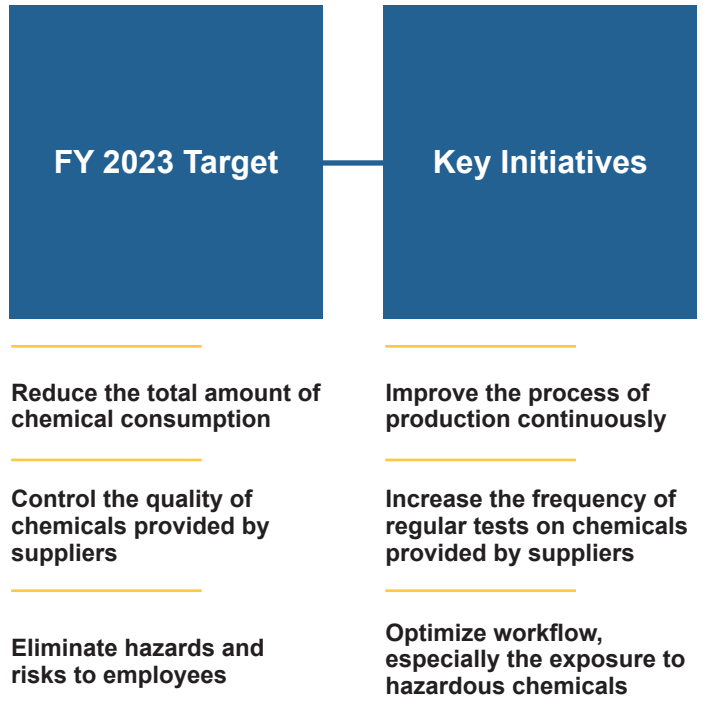 FY 2023 Target
Key Initiatives
Reduce the total amount of
chemical consumption
Improve the process of
production continuously
Control the quality of
chemicals provided by
suppliers
Increase the frequency of
regular tests on chemicals
provided by suppliers
Eliminate hazards and
risks to employees
Optimize workflow,
especially the exposure to
hazardous chemicals